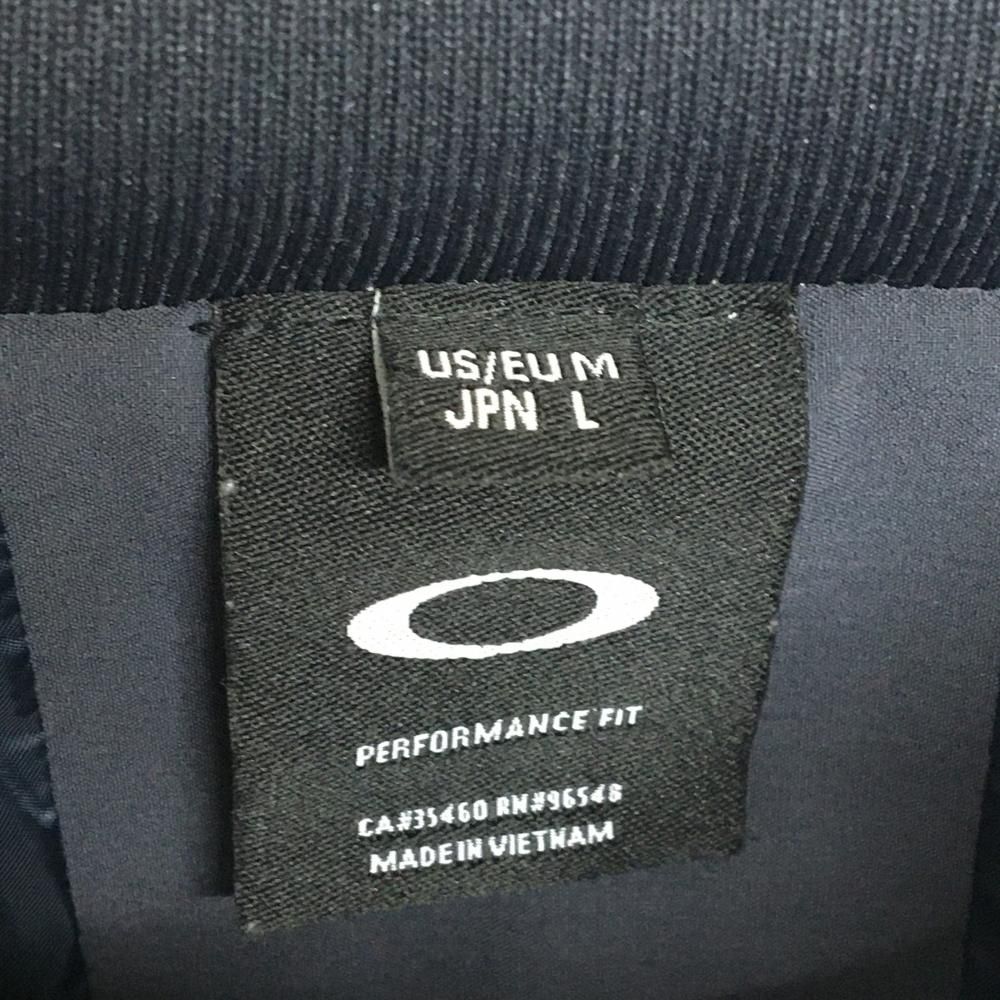 US/EU M
JPN L
PERFORMANCE FIT
CA#35460 RN#96548
MADE IN VIETNAM